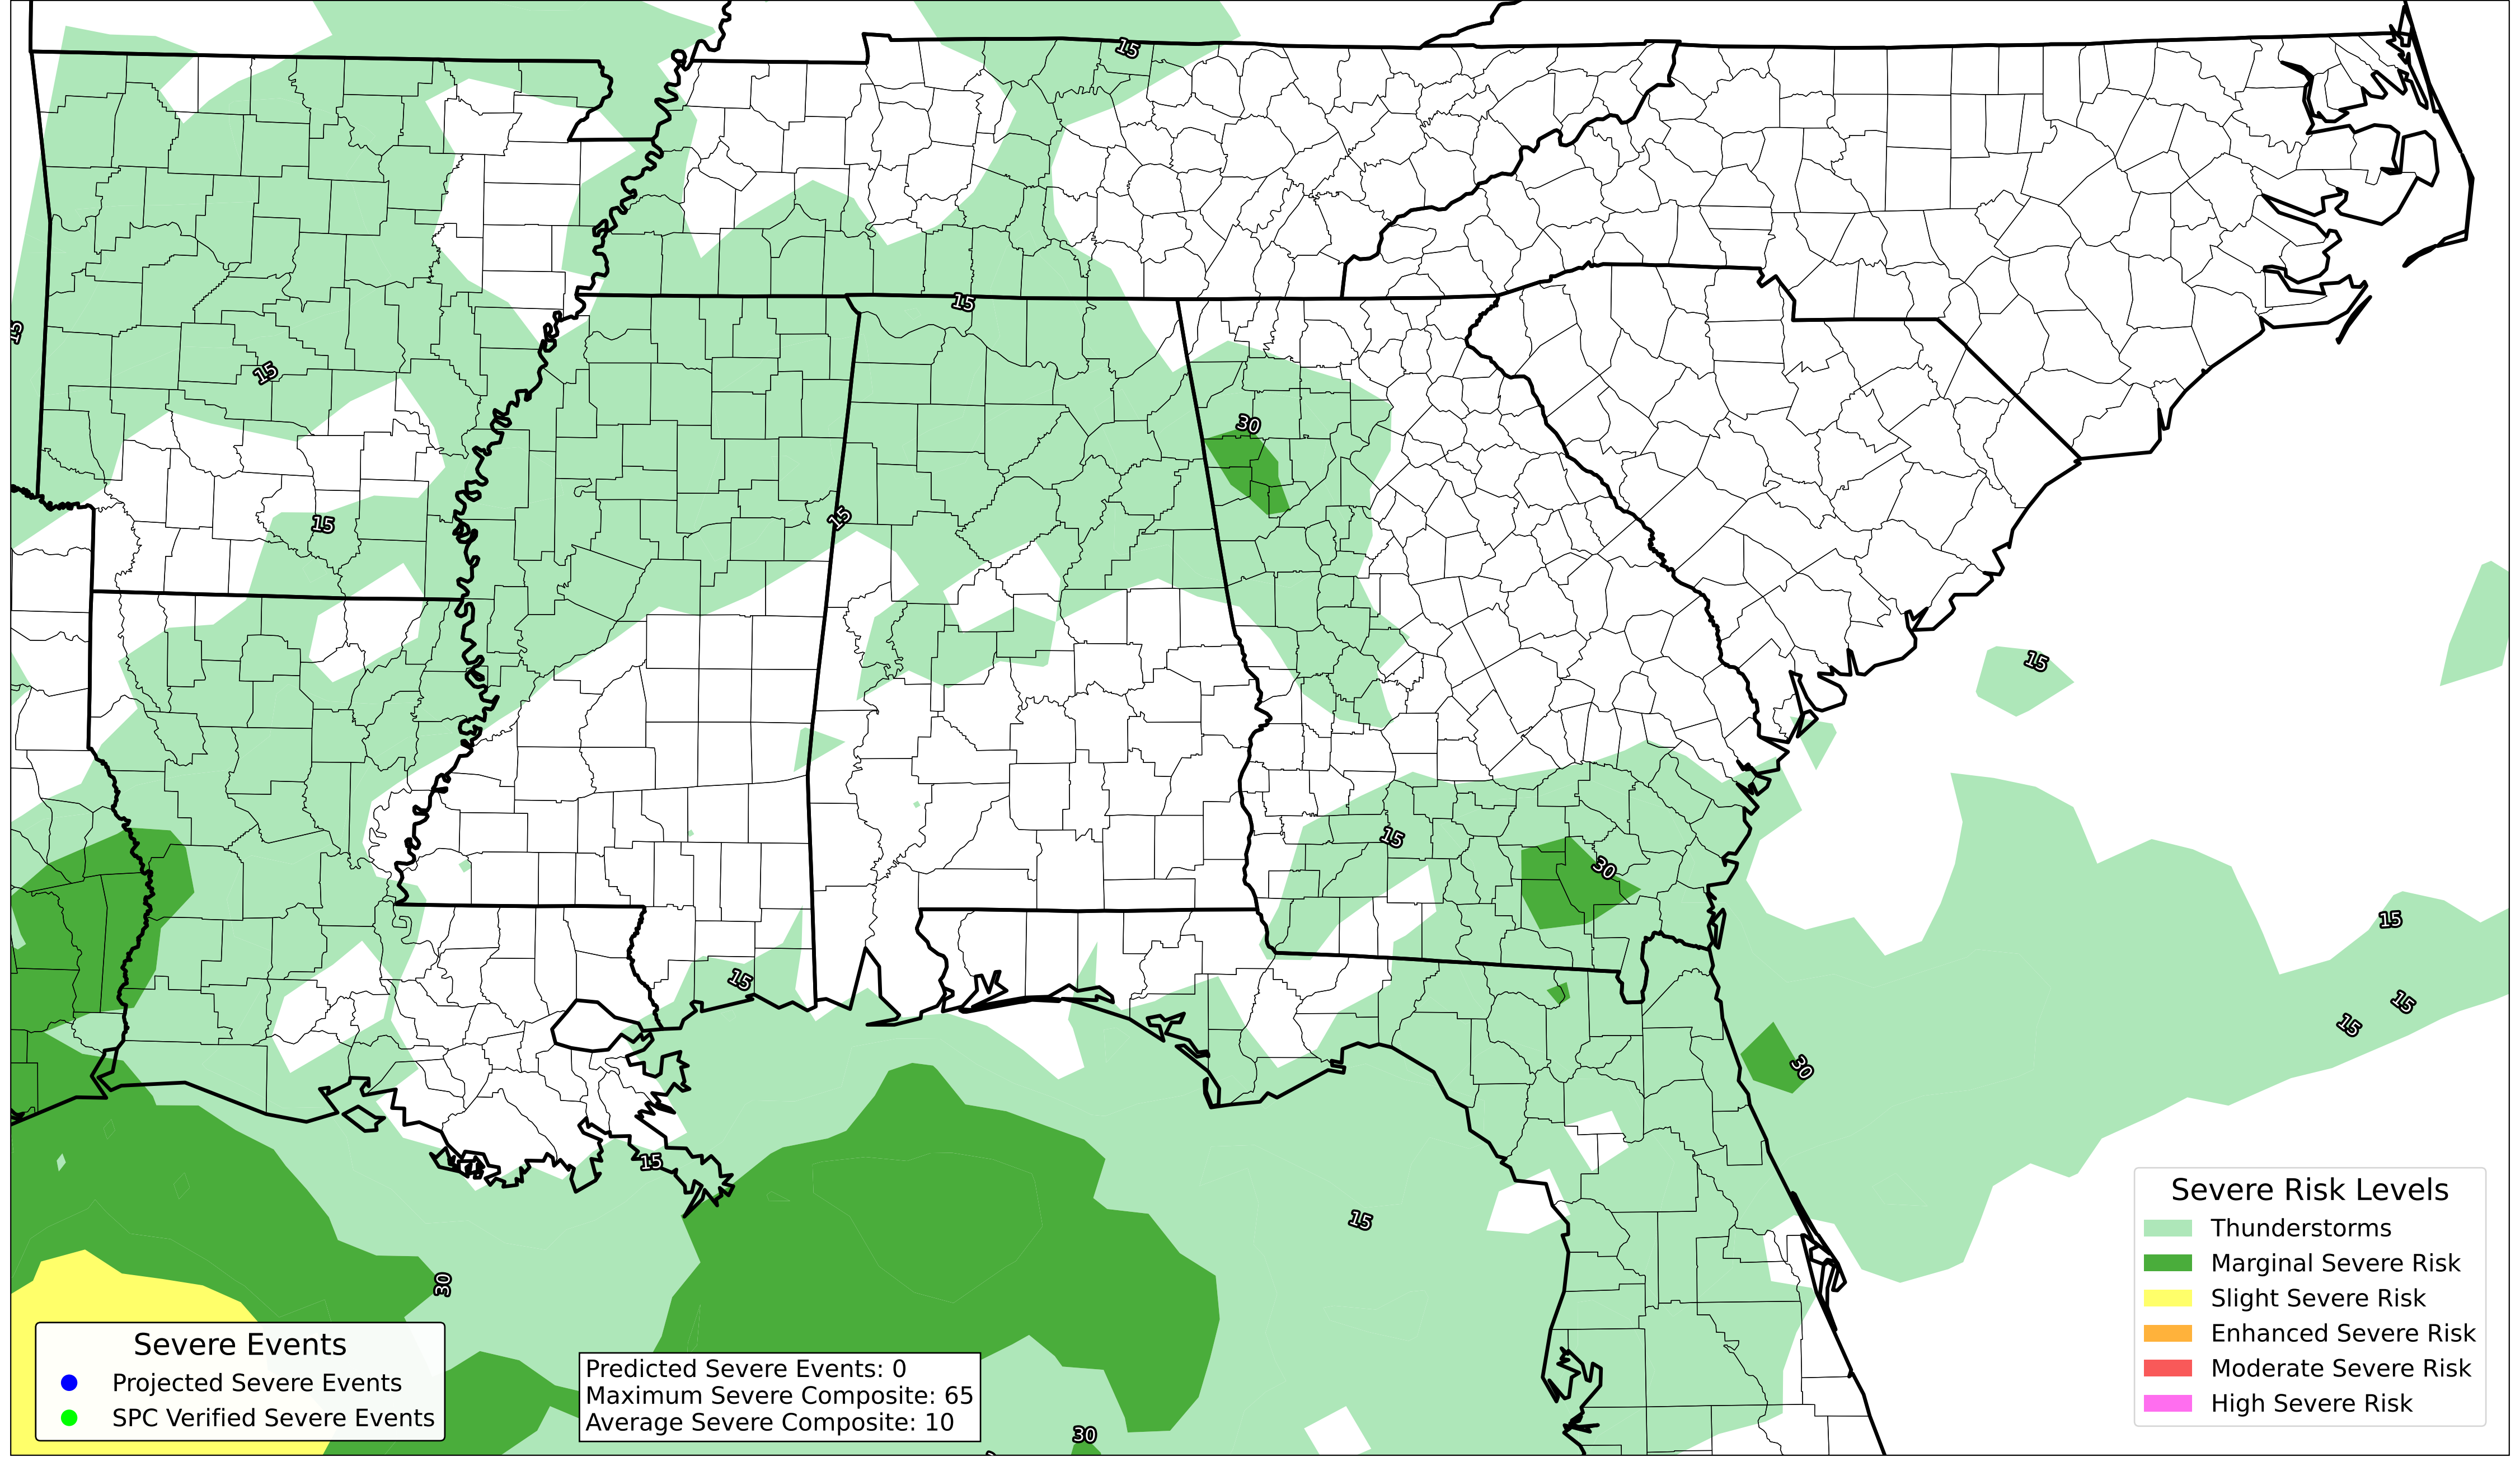 15
15
15
15
30
15
15
15
15
30
15
15
15
15
30
15
15
30
30
Severe Risk Levels
Thunderstorms
Marginal Severe Risk
Slight Severe Risk
Enhanced Severe Risk
Moderate Severe Risk
High Severe Risk
Severe Events
Projected Severe Events
SPC Verified Severe Events
Predicted Severe Events: 0
Maximum Severe Composite: 65
Average Severe Composite: 10